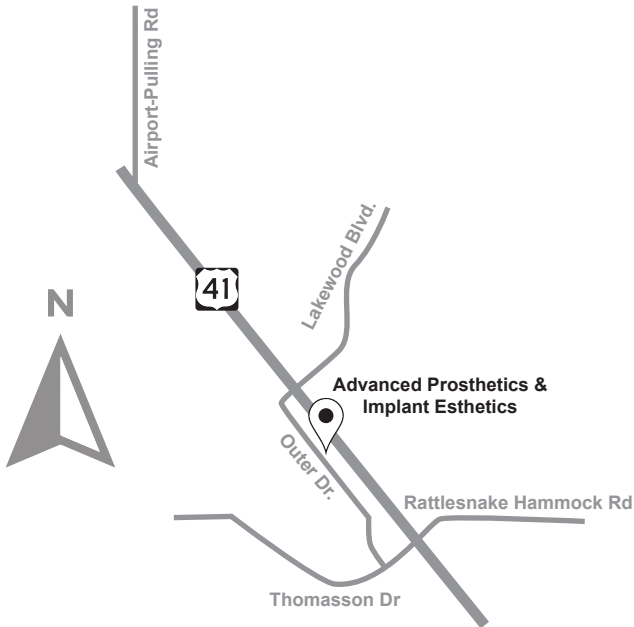 Airport-Pulling Rd
41
Lakewood Blvd.
N
Advanced Prosthetics &
Implant Esthetics
Outer Dr.
Rattlesnake Hammock Rd
Thomasson Dr